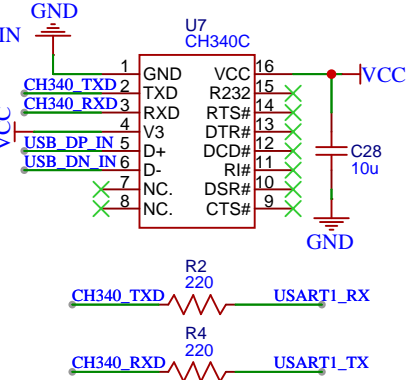 GND
IN
U7
CH340C
1 GND VCC 16
CH340_TXD 2 TXD R232 15
CH340_RXD 3 RXD RTS# 14
VCC 4 V3 DTR# 13
USB_DP_IN 5 D+ DCD# 12
USB_DN_IN 6 D- RI# 11
7 NC. DSR# 10
8 NC. CTS# 9
VCC
C28
10u
GND
R2
220
CH340_TXD USART1_RX
R4
220
CH340_RXD USART1_TX